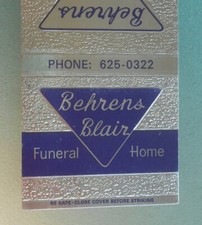 Behrens
PHONE: 625-0322
Behrens
Blair
Funeral Home
BE SAFE-CLOSE COVER BEFORE STRIKING